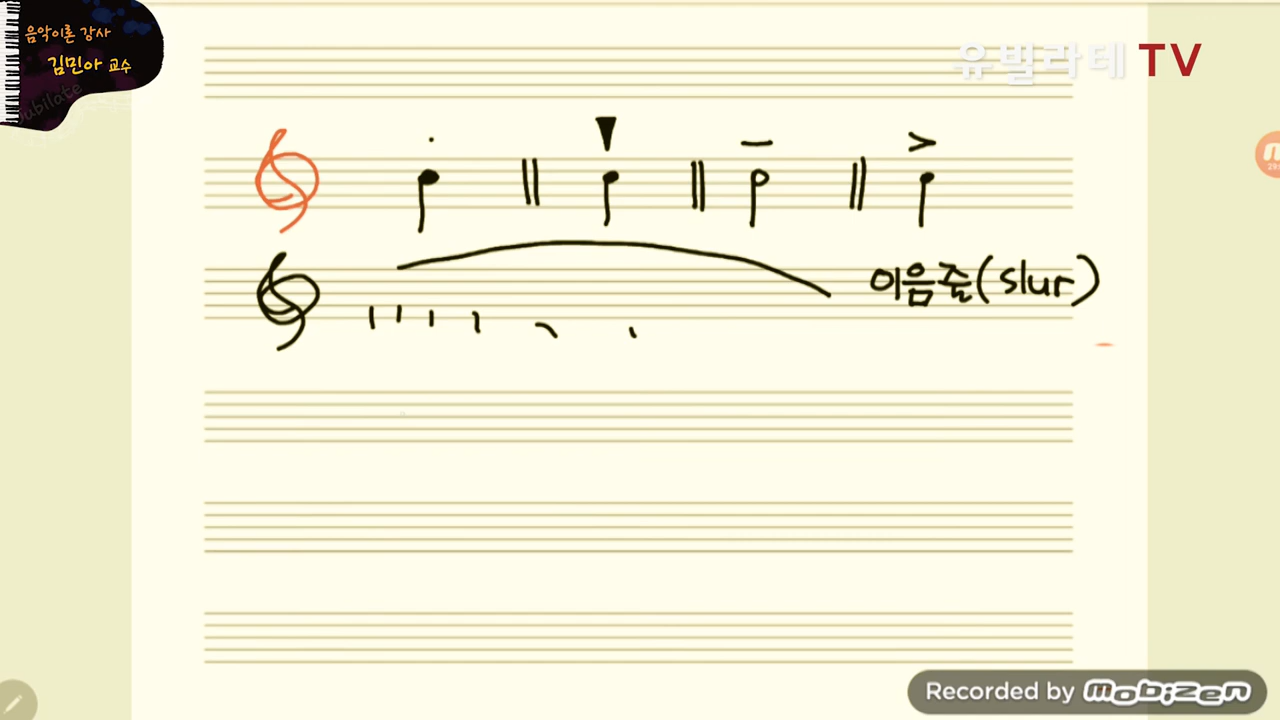 음악이론 강사
김민아 교수
Jubilate
유빌라테 TV
이음줄(slur)
Recorded by mobizen